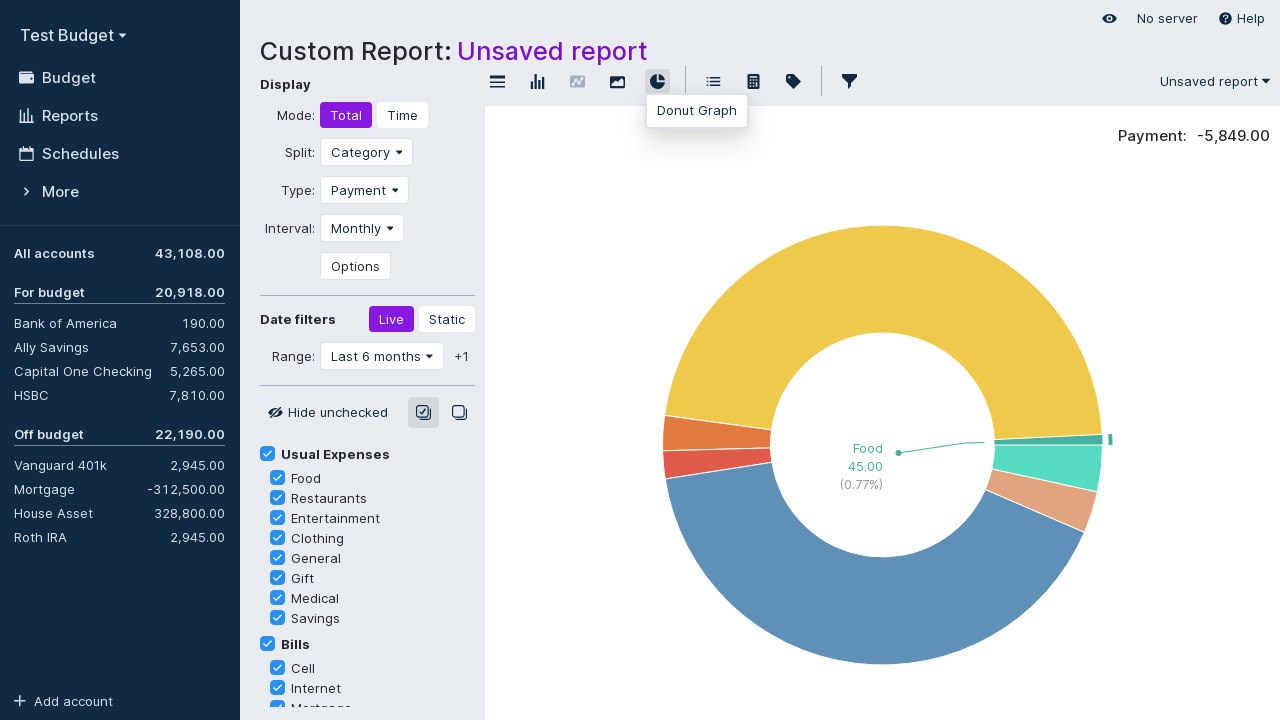 Test Budget
Budget
Reports
Schedules
More
All accounts 43,108.00
For budget 20,918.00
Bank of America 190.00
Ally Savings 7,653.00
Capital One Checking 5,265.00
HSBC 7,810.00
Off budget 22,190.00
Vanguard 401k 2,945.00
Mortgage -312,500.00
House Asset 328,800.00
Roth IRA 2,945.00
Add account
No server
Help
Custom Report: Unsaved report
Display
Mode: Total Time
Split: Category
Type: Payment
Interval: Monthly
Options
Date filters Live Static
Range: Last 6 months +1
Hide unchecked
Usual Expenses
Food
Restaurants
Entertainment
Clothing
General
Gift
Medical
Savings
Bills
Cell
Internet
Mortgage
Unsaved report
Donut Graph
Payment: -5,849.00
Food
45.00
(0.77%)